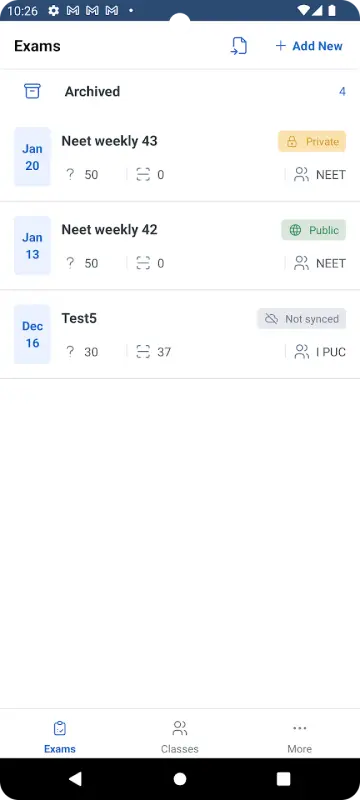 10:26
Exams
+ Add New
Archived 4
Jan 20
Neet weekly 43
Private
? 50 0 NEET
Jan 13
Neet weekly 42
Public
? 50 0 NEET
Dec 16
Test5
Not synced
? 30 37 I PUC
Exams Classes More